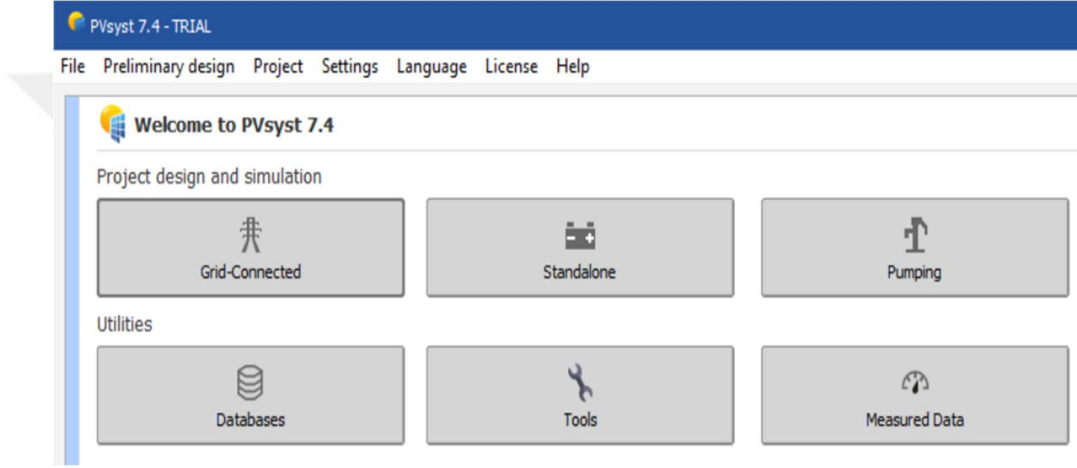 PVsyst 7.4 - TRIAL
File Preliminary design Project Settings Language License Help
Welcome to PVsyst 7.4
Project design and simulation
Grid-Connected Standalone Pumping
Utilities
Databases Tools Measured Data